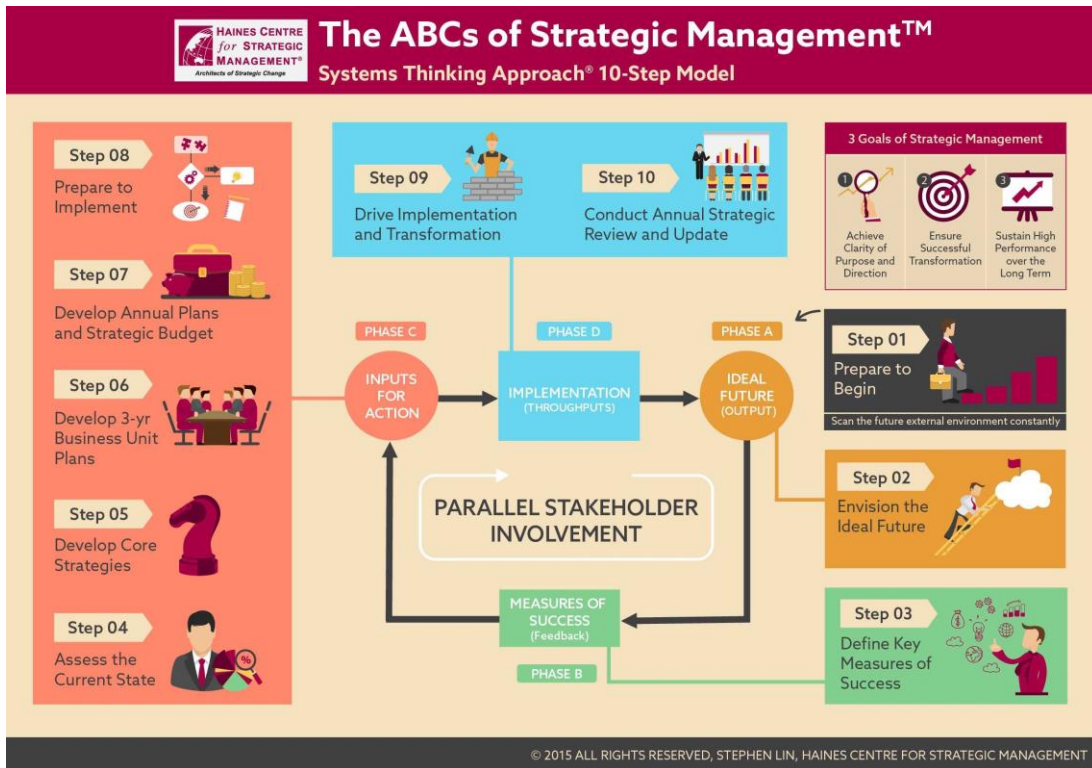 HAINES CENTRE
for STRATEGIC
MANAGEMENT®
Architects of Strategic Change
The ABCs of Strategic Management™
Systems Thinking Approach® 10-Step Model
Step 08
Prepare to
Implement
Step 07
Develop Annual Plans
and Strategic Budget
Step 06
Develop 3-yr
Business Unit
Plans
Step 05
Develop Core
Strategies
Step 04
%
Assess the
Current State
Step 09
Drive Implementation
and Transformation
Step 10
Conduct Annual Strategic
Review and Update
3 Goals of Strategic Management
1
Achieve
Clarity of
Purpose and
Direction
2
Ensure
Successful
Transformation
3
Sustain High
Performance
over the
Long Term
PHASE C
INPUTS
FOR
ACTION
PHASE D
IMPLEMENTATION
(THROUGHPUTS)
PHASE A
IDEAL
FUTURE
(OUTPUT)
Step 01
Prepare to
Begin
Scan the future external environment constantly
Step 02
Envision the
Ideal Future
PARALLEL STAKEHOLDER
INVOLVEMENT
MEASURES OF
SUCCESS
(Feedback)
PHASE B
Step 03
$
Define Key
Measures of
Success
© 2015 ALL RIGHTS RESERVED, STEPHEN LIN, HAINES CENTRE FOR STRATEGIC MANAGEMENT